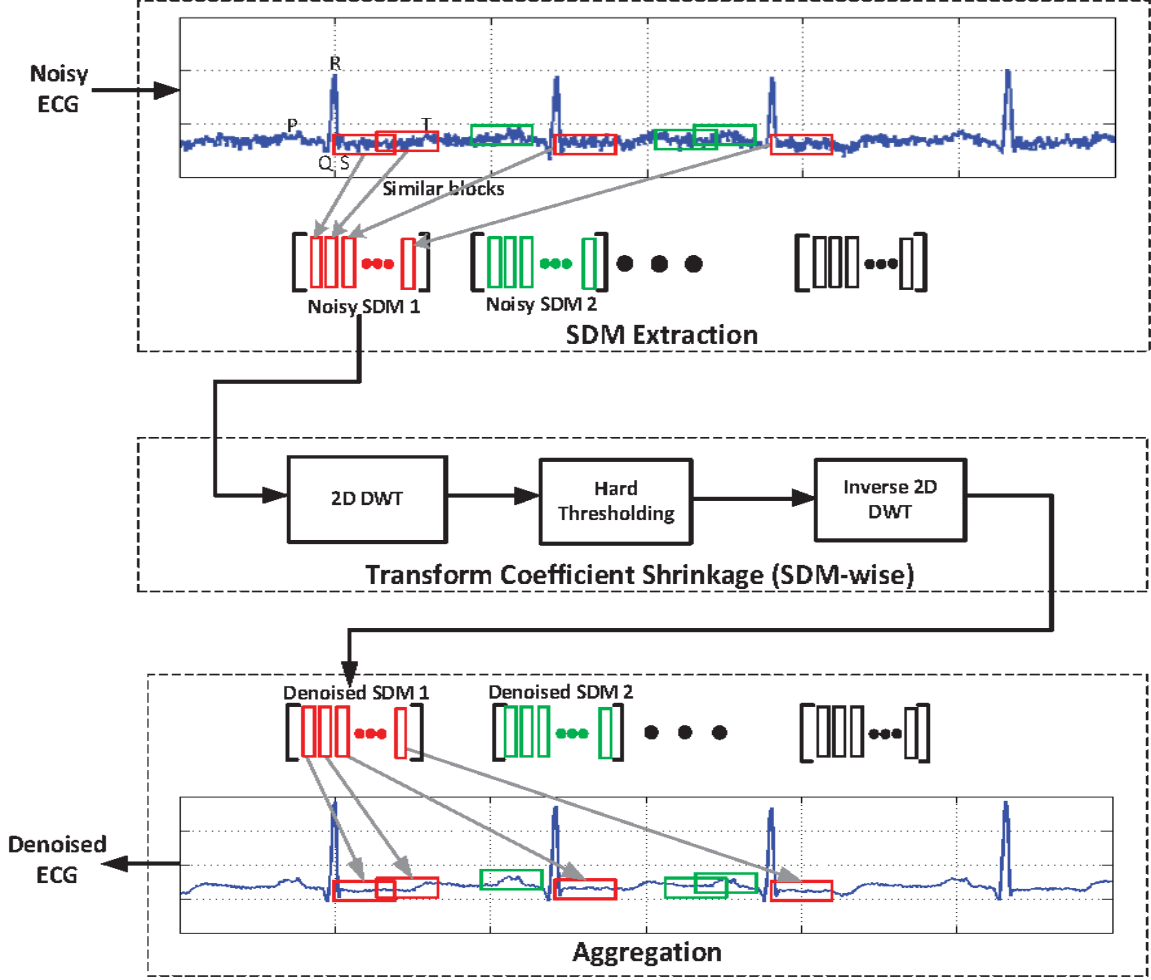 Noisy
ECG
R
P
T
Q S
Similar blocks
Noisy SDM 1
Noisy SDM 2
SDM Extraction
2D DWT
Hard
Thresholding
Inverse 2D
DWT
Transform Coefficient Shrinkage (SDM-wise)
Denoised SDM 1
Denoised SDM 2
Denoised
ECG
Aggregation